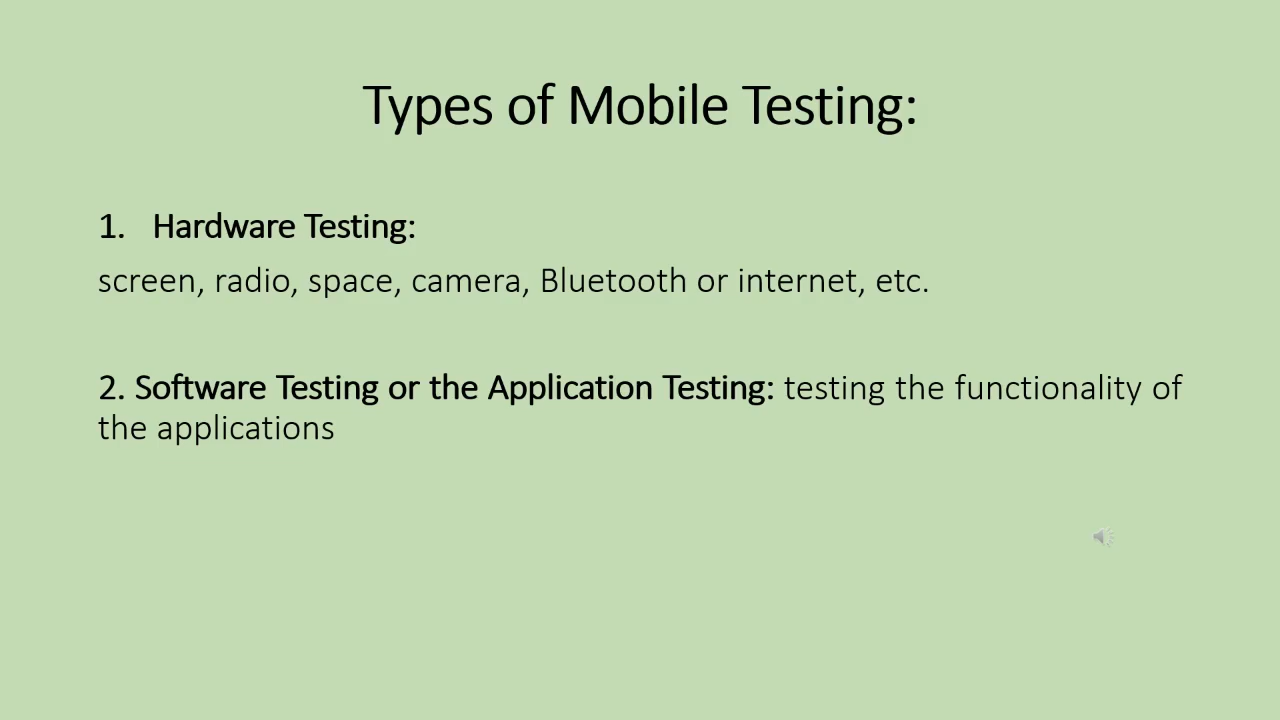 Types of Mobile Testing:
1. Hardware Testing:
screen, radio, space, camera, Bluetooth or internet, etc.
2. Software Testing or the Application Testing: testing the functionality of
the applications